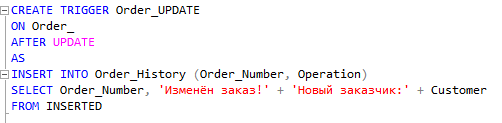 CREATE TRIGGER Order_UPDATE
ON Order_
AFTER UPDATE
AS
INSERT INTO Order_History (Order_Number, Operation)
SELECT Order_Number, 'Изменён заказ!' + 'Новый заказчик:' + Customer
FROM INSERTED